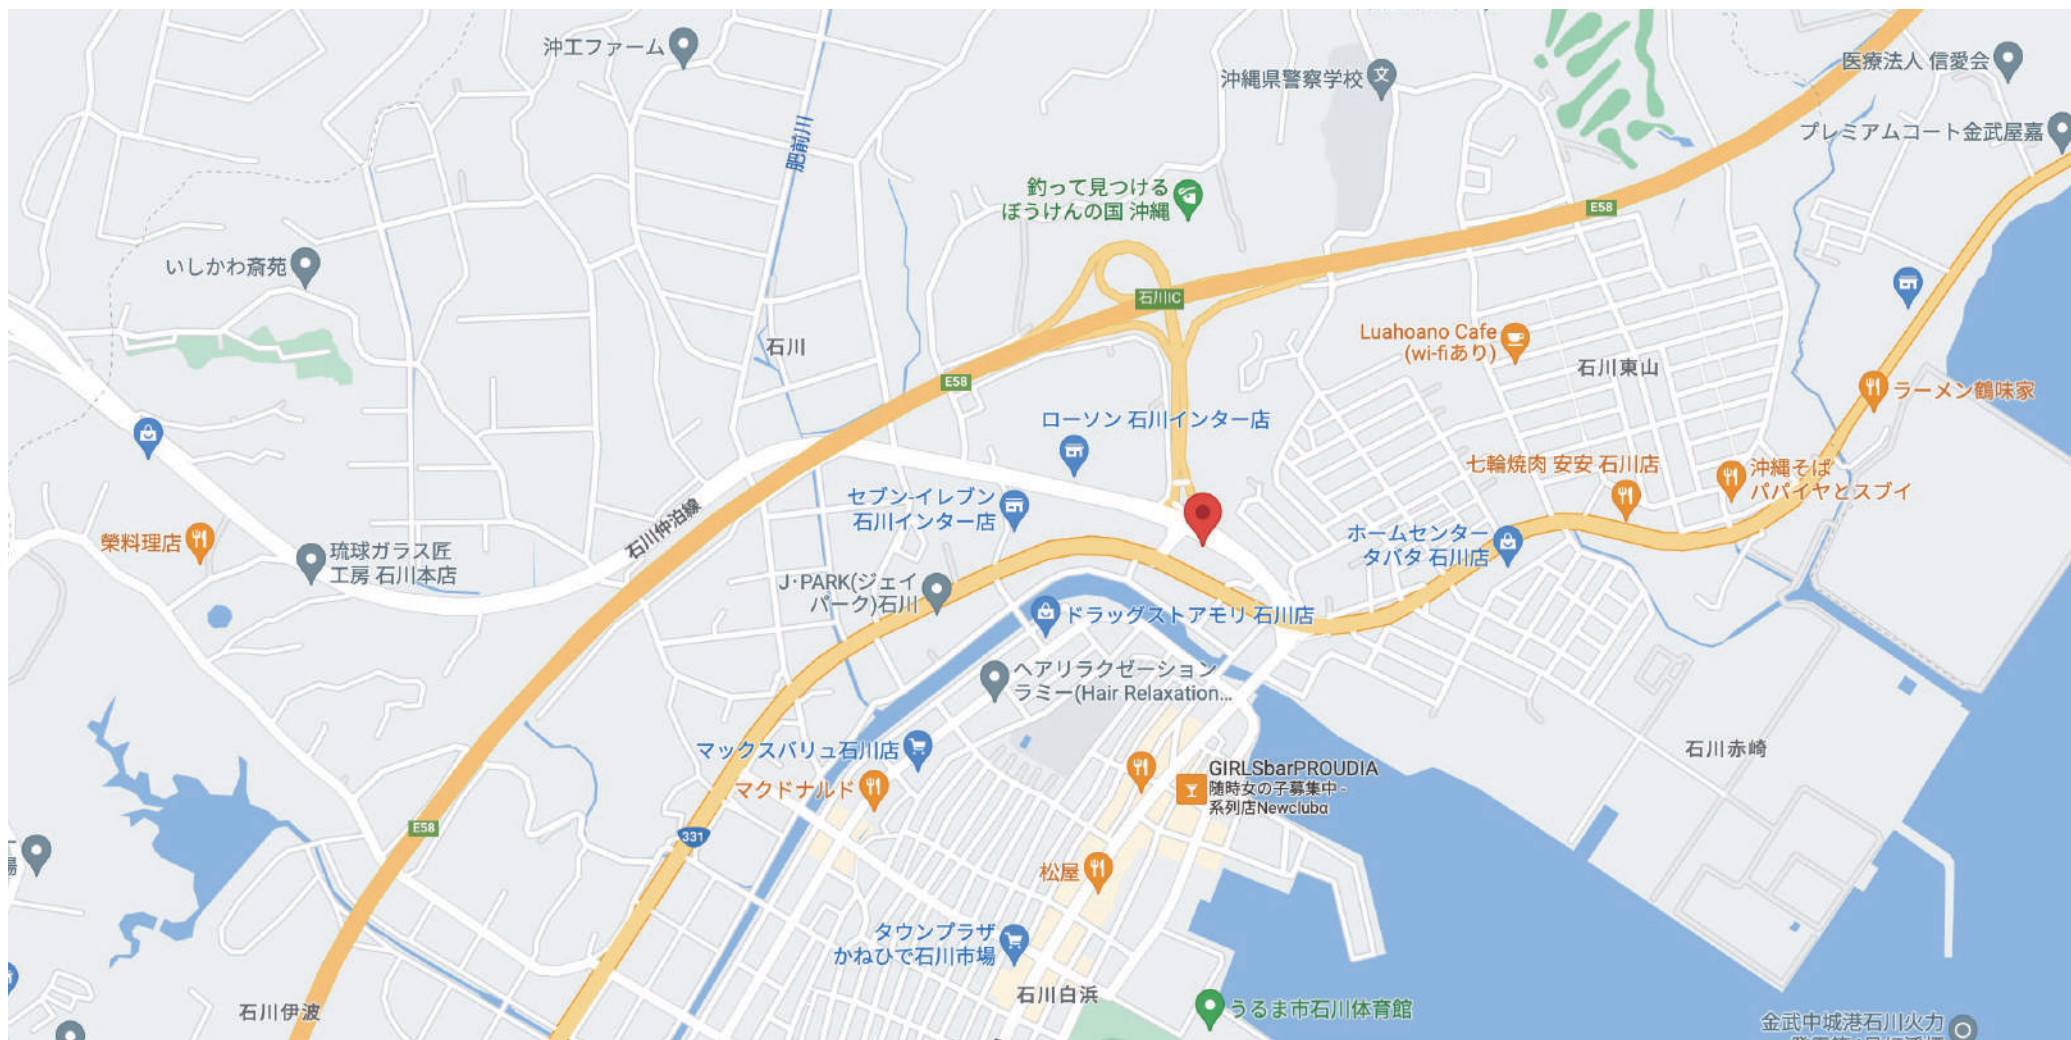 沖工ファーム
沖縄県警察学校
医療法人 信愛会
プレミアムコート金武屋嘉
肥前川
釣って見つける
ぼうけんの国 沖縄
E58
いしかわ斎苑
石川IC
石川
Luahoano Cafe
(wi-fiあり)
石川東山
E58
ラーメン鶴味家
ローソン 石川インター店
七輪焼肉 安安 石川店
沖縄そば
パパイヤとスブイ
セブン-イレブン
石川インター店
石川仲泊線
ホームセンター
タバタ 石川店
榮料理店
琉球ガラス匠
工房 石川本店
J･PARK(ジェイ
パーク)石川
ドラッグストアモリ 石川店
ヘアリラクゼーション
ラミー(Hair Relaxation...
マックスバリュ石川店
石川赤崎
GIRLSbarPROUDIA
随時女の子募集中 -
系列店Newcluba
マクドナルド
E58
331
松屋
タウンプラザ
かねひで石川市場
石川白浜
石川伊波
うるま市石川体育館
金武中城港石川火力